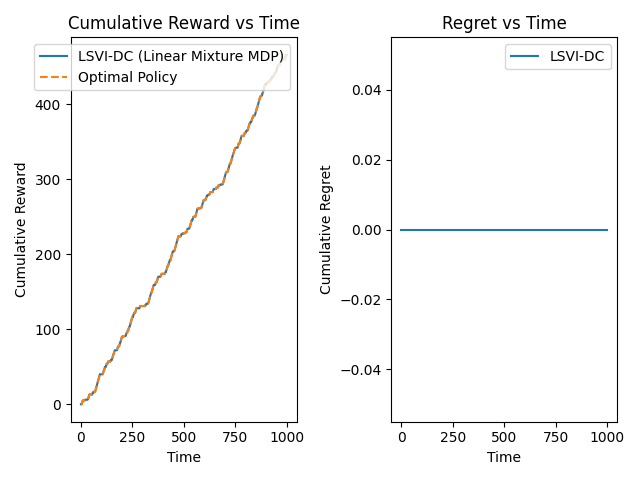 Cumulative Reward vs Time
LSVI-DC (Linear Mixture MDP)
Optimal Policy
400
300
200
100
0
Cumulative Reward
0
250
500
750
1000
Time
Regret vs Time
LSVI-DC
0.04
0.02
0.00
−0.02
−0.04
Cumulative Regret
0
250
500
750
1000
Time